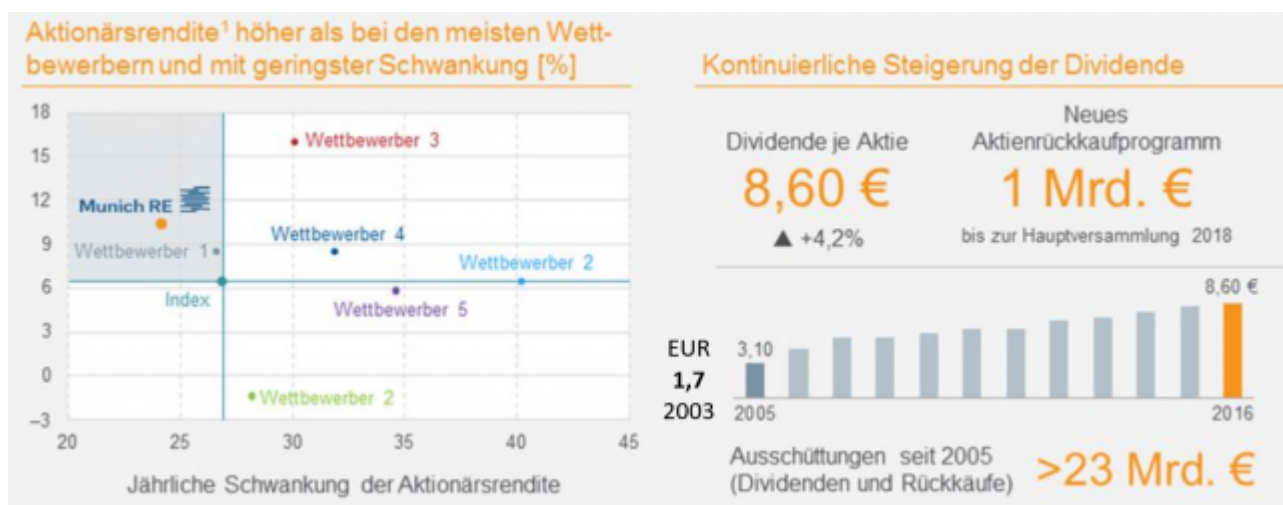 Aktionärsrendite¹ höher als bei den meisten Wett-
bewerbern und mit geringster Schwankung [%]
18
15
12
9
6
3
0
–3
20
25
30
35
40
45
Wettbewerber 3
Munich RE
Wettbewerber 1
Wettbewerber 4
Wettbewerber 2
Index
Wettbewerber 5
Wettbewerber 2
Jährliche Schwankung der Aktionärsrendite
Kontinuierliche Steigerung der Dividende
Dividende je Aktie
8,60 €
▲ +4,2%
Neues
Aktienrückkaufprogramm
1 Mrd. €
bis zur Hauptversammlung 2018
8,60 €
EUR
1,7
2003
3,10
2005
2016
Ausschüttungen seit 2005
(Dividenden und Rückkäufe)
>23 Mrd. €